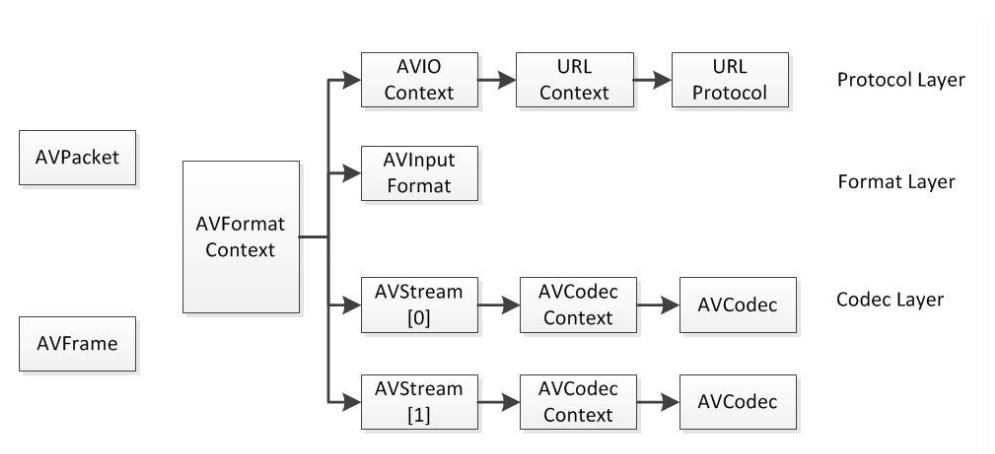 AVIO
Context
URL
Context
URL
Protocol
Protocol Layer
AVPacket
AVInput
Format
Format Layer
AVFormat
Context
AVStream
[0]
AVCodec
Context
AVCodec
Codec Layer
AVFrame
AVStream
[1]
AVCodec
Context
AVCodec